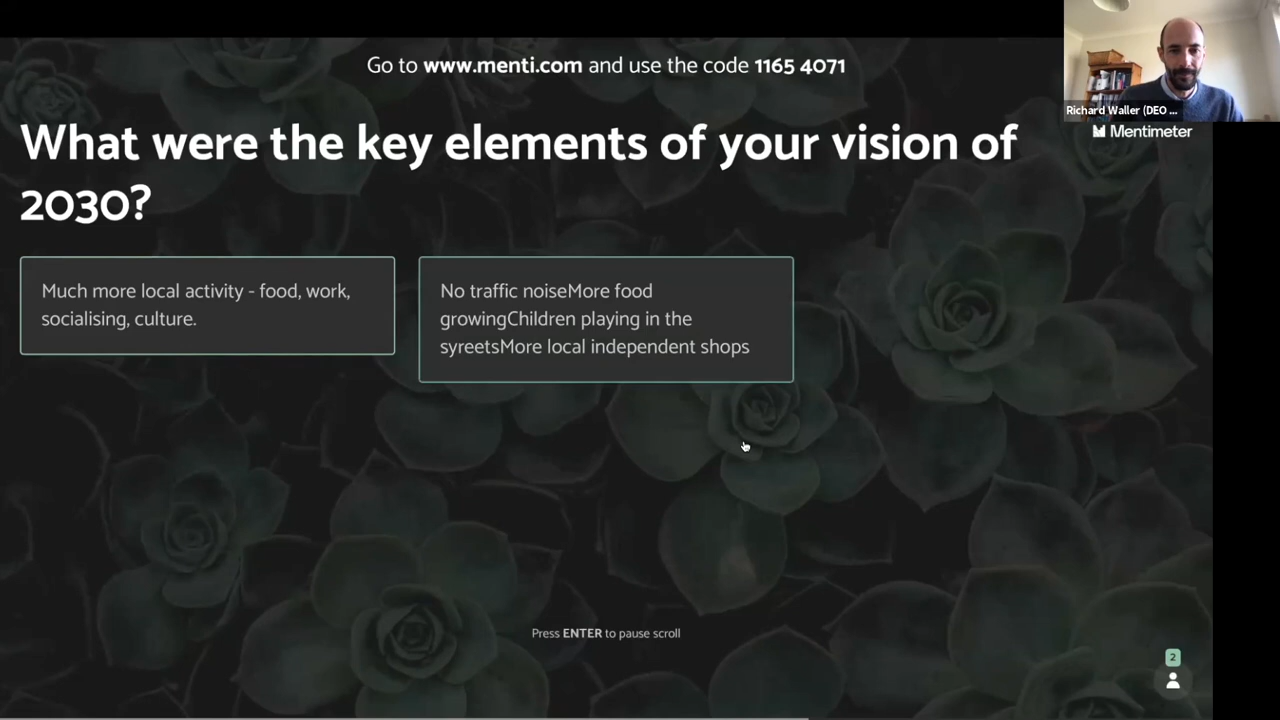 Go to www.menti.com and use the code 1165 4071
Richard Waller (DEO ...
Mentimeter
What were the key elements of your vision of
2030?
Much more local activity - food, work,
socialising, culture.
No traffic noiseMore food
growingChildren playing in the
syreetsMore local independent shops
Press ENTER to pause scroll
2